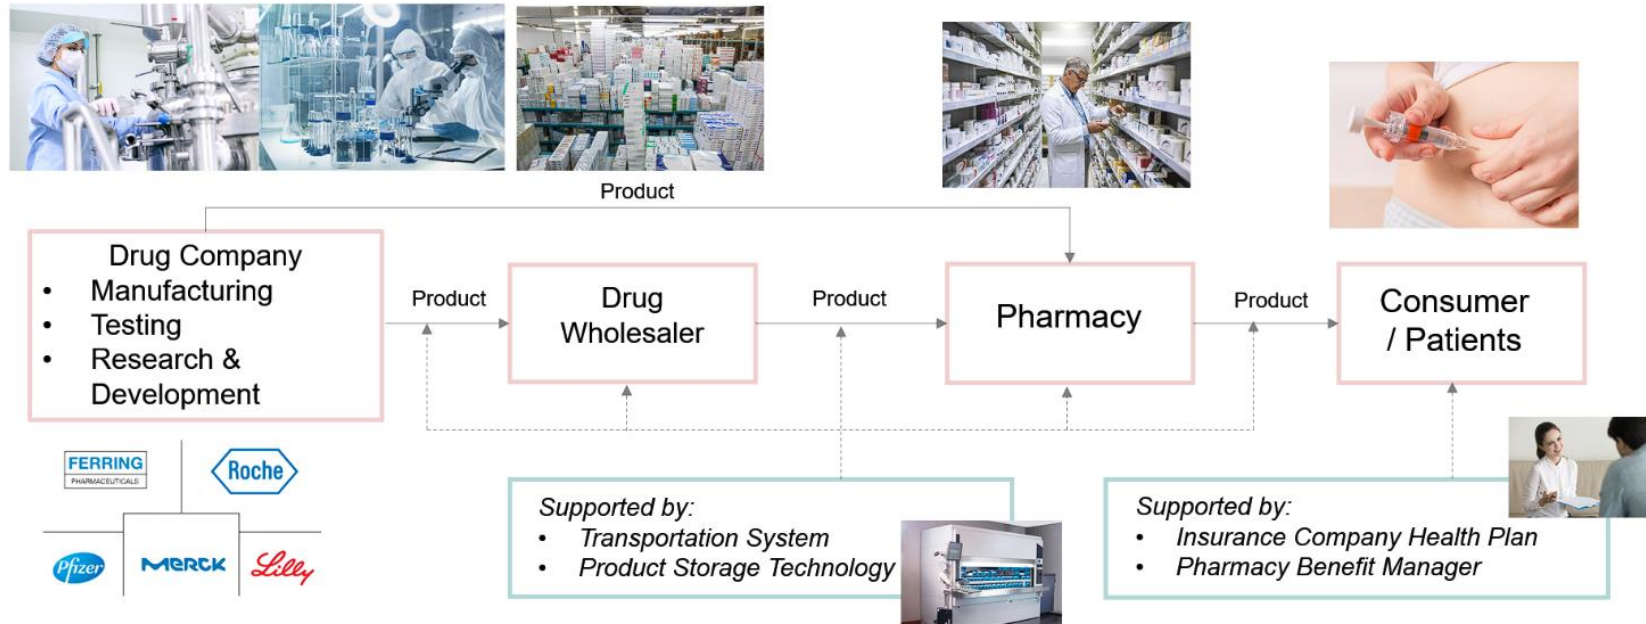 Product
Drug Company
• Manufacturing
• Testing
• Research &
Development
Product
Drug
Wholesaler
Product
Pharmacy
Product
Consumer
/ Patients
FERRING
PHARMACEUTICALS
Roche
Pfizer
MERCK
Lilly
Supported by:
• Transportation System
• Product Storage Technology
Supported by:
• Insurance Company Health Plan
• Pharmacy Benefit Manager